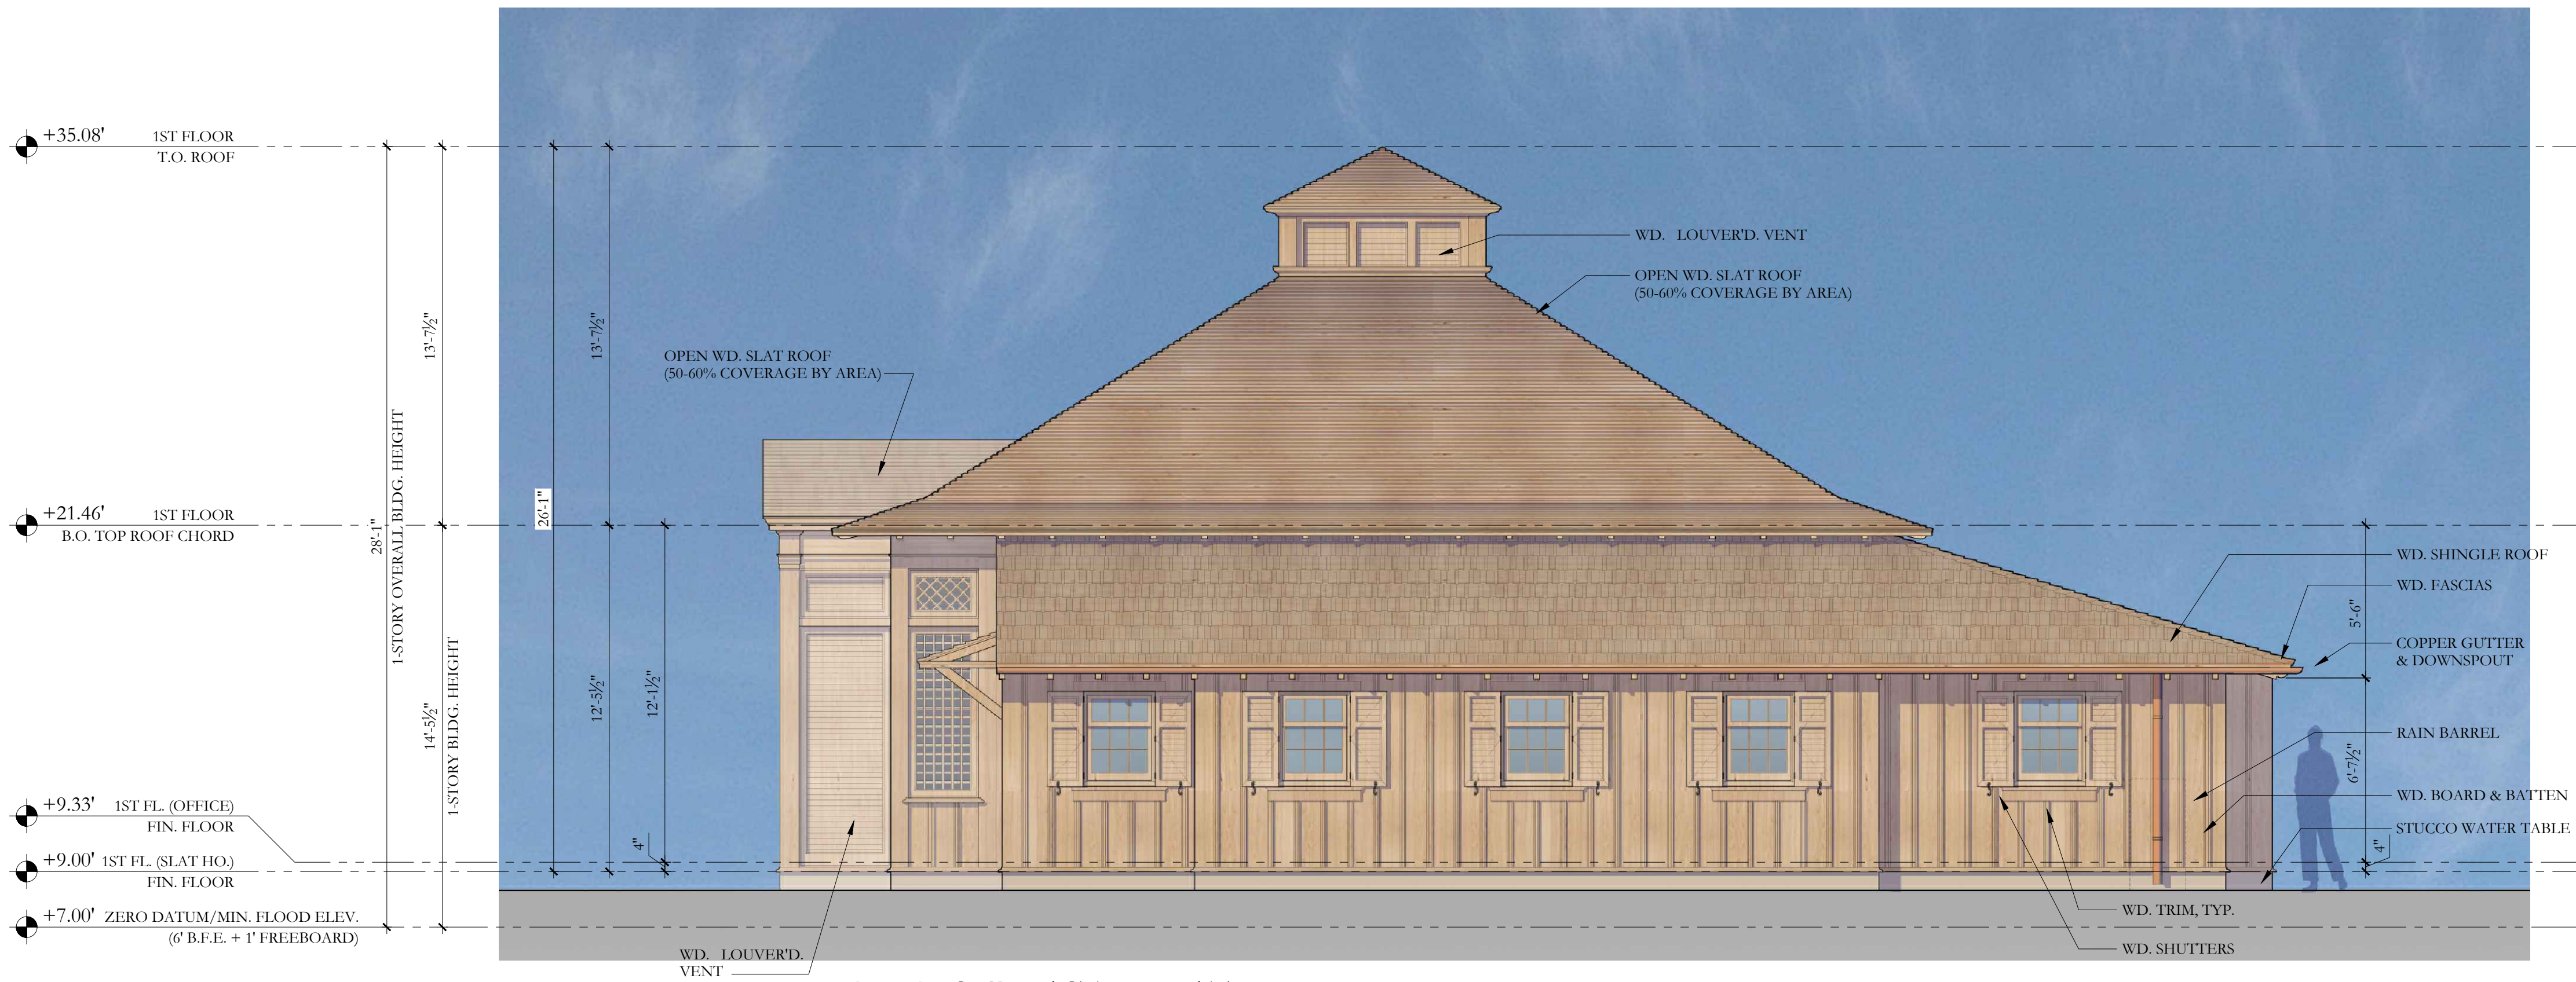 +35.08' 1ST FLOOR
T.O. ROOF
+21.46' 1ST FLOOR
B.O. TOP ROOF CHORD
+9.33' 1ST FL. (OFFICE)
FIN. FLOOR
+9.00' 1ST FL. (SLAT HO.)
FIN. FLOOR
+7.00' ZERO DATUM/MIN. FLOOD ELEV.
(6' B.F.E. + 1' FREEBOARD)
28'-1"
1-STORY OVERALL BLDG. HEIGHT
13'-7½"
14'-5½"
1-STORY BLDG. HEIGHT
26'-1"
13'-7½"
12'-5½"
12'-1½"
4"
OPEN WD. SLAT ROOF
(50-60% COVERAGE BY AREA)
WD. LOUVER'D. VENT
OPEN WD. SLAT ROOF
(50-60% COVERAGE BY AREA)
WD. SHINGLE ROOF
WD. FASCIAS
COPPER GUTTER
& DOWNSPOUT
RAIN BARREL
WD. BOARD & BATTEN
STUCCO WATER TABLE
5'-6"
6'-7½"
4"
WD. TRIM, TYP.
WD. SHUTTERS
WD. LOUVER'D.
VENT